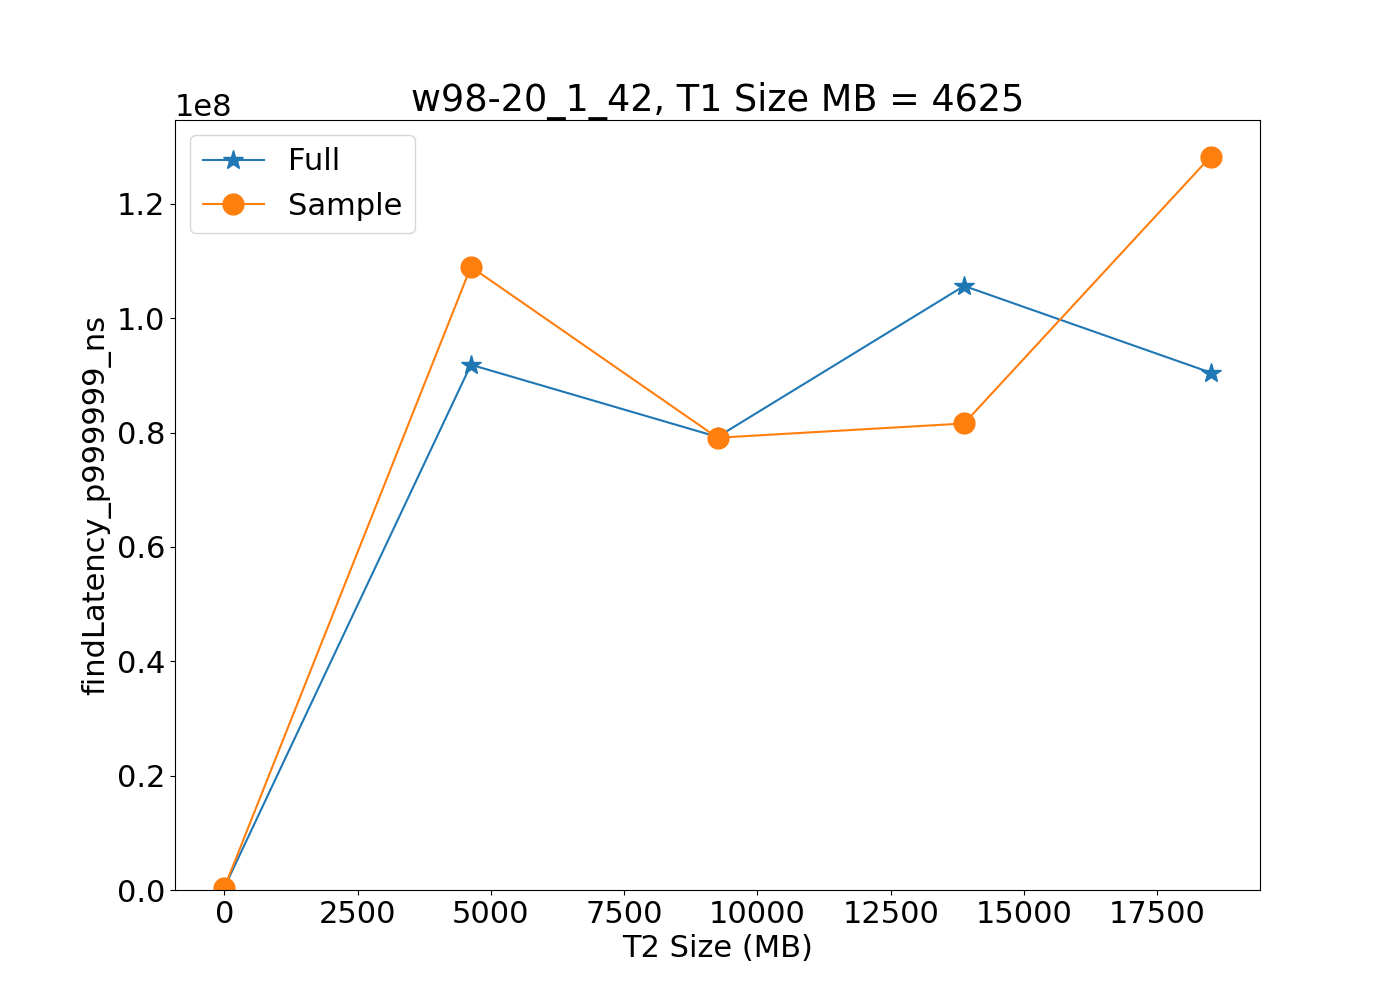 w98-20_1_42, T1 Size MB = 4625
1e8
Full
Sample
1.2
1.0
0.8
0.6
0.4
0.2
0.0
findLatency_p999999_ns
0 2500 5000 7500 10000 12500 15000 17500
T2 Size (MB)